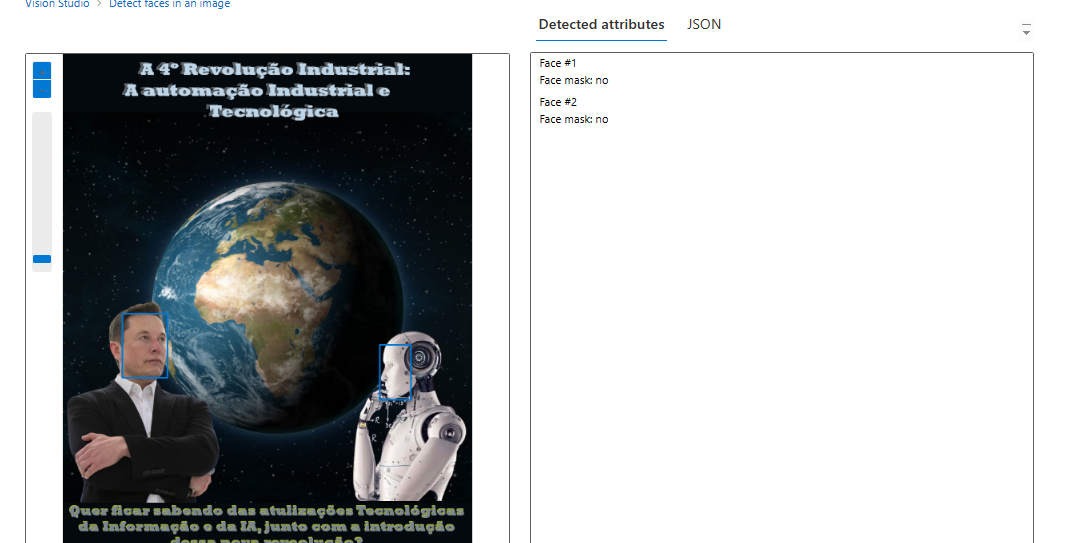 Vision Studio > Detect faces in an image
Detected attributes JSON
A 4º Revolução Industrial:
A automação Industrial e
Tecnológica
Face #1
Face mask: no
Face #2
Face mask: no
Quer ficar sabendo das atulizações Tecnológicas
da Informação e da IA, junto com a introdução